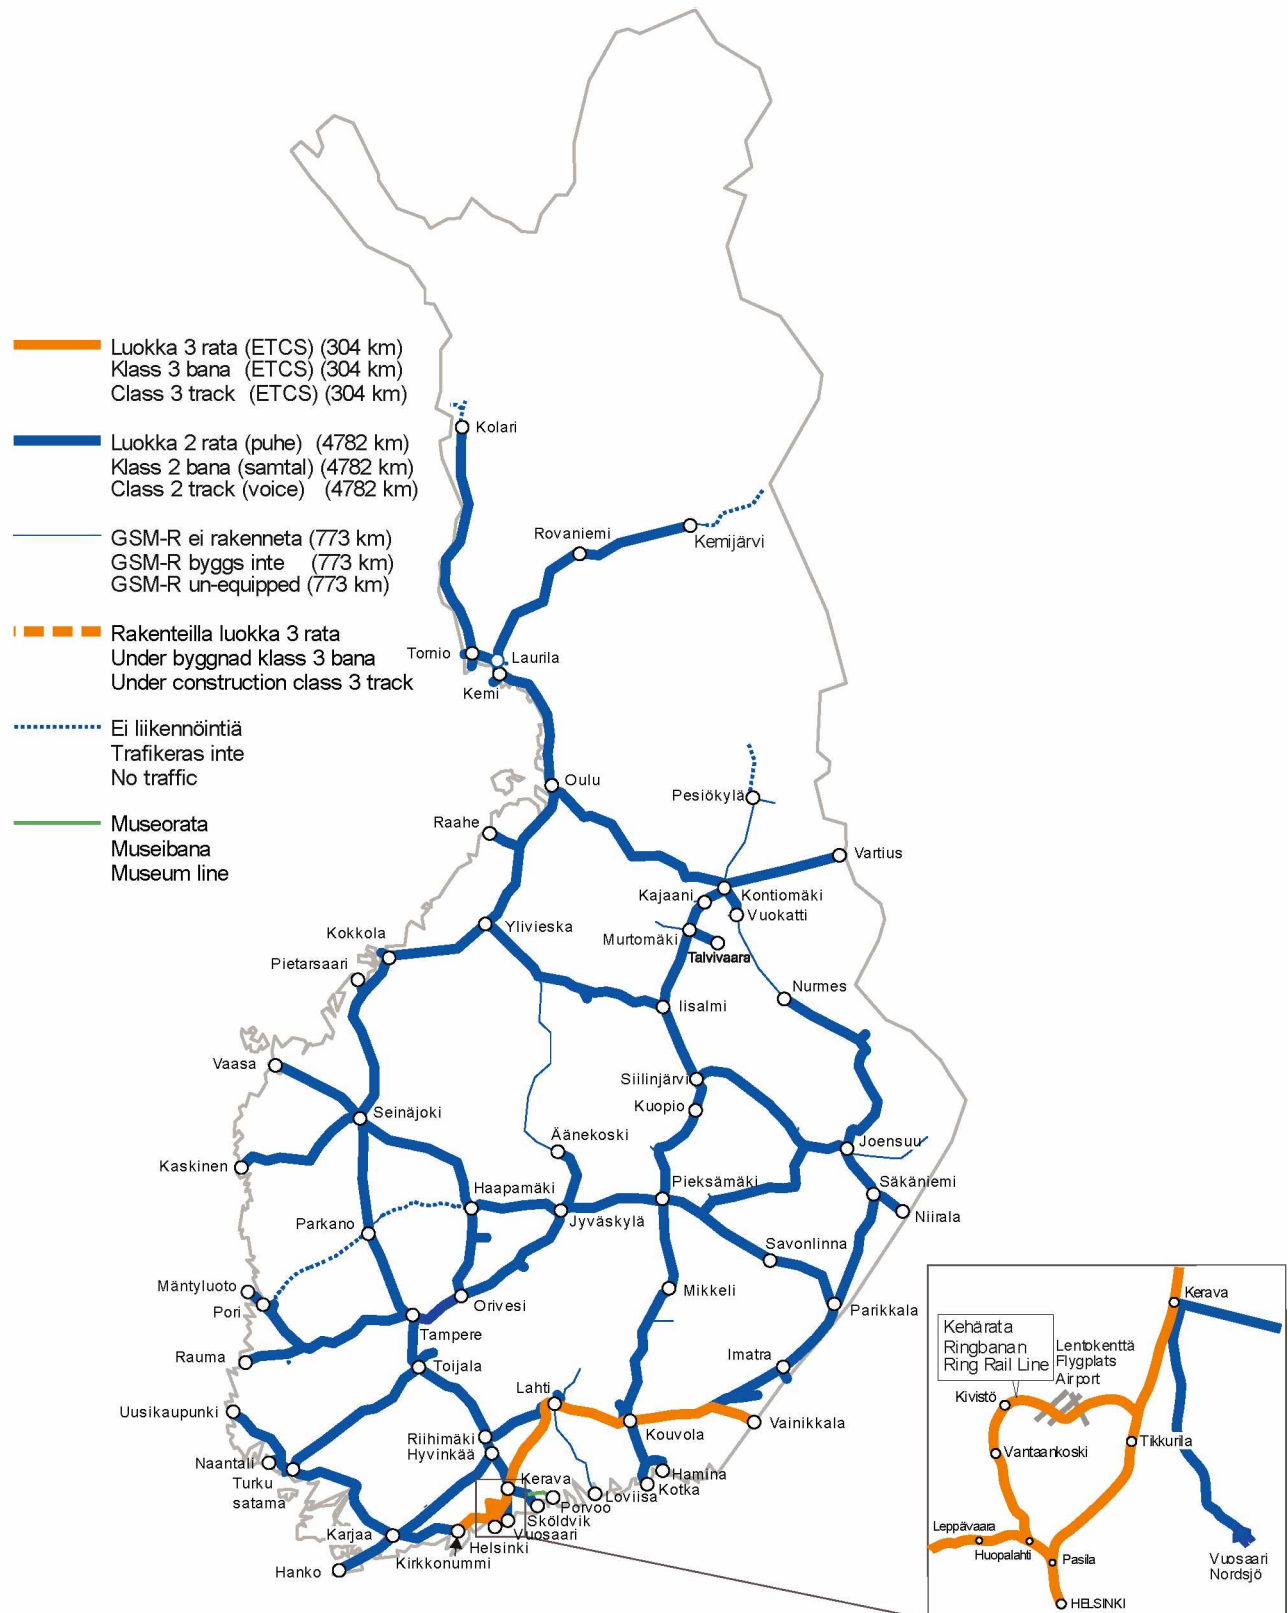 Luokka 3 rata (ETCS) (304 km)
Klass 3 bana (ETCS) (304 km)
Class 3 track (ETCS) (304 km)
Luokka 2 rata (puhe) (4782 km)
Klass 2 bana (samtal) (4782 km)
Class 2 track (voice) (4782 km)
GSM-R ei rakenneta (773 km)
GSM-R byggs inte (773 km)
GSM-R un-equipped (773 km)
Rakenteilla luokka 3 rata
Under byggnad klass 3 bana
Under construction class 3 track
Ei liikennöintiä
Trafikeras inte
No traffic
Museorata
Museibana
Museum line
Kolari
Rovaniemi
Kemijärvi
Tornio
Laurila
Kemi
Oulu
Pesiökylä
Raahe
Vartius
Kajaani
Kontiomäki
Vuokatti
Ylivieska
Kokkola
Murtomäki
Talvivaara
Pietarsaari
Nurmes
Iisalmi
Vaasa
Siilinjärvi
Kuopio
Seinäjoki
Äänekoski
Joensuu
Kaskinen
Haapamäki
Pieksämäki
Säkäniemi
Niirala
Parkano
Jyväskylä
Savonlinna
Mäntyluoto
Pori
Orivesi
Mikkeli
Parikkala
Tampere
Rauma
Toijala
Imatra
Lahti
Uusikaupunki
Vainikkala
Kouvola
Riihimäki
Hyvinkää
Naantali
Turku
satama
Kerava
Hamina
Kotka
Loviisa
Porvoo
Sköldvik
Vuosaari
Helsinki
Karjaa
Kirkkonummi
Hanko
Kerava
Kehärata
Ringbanan
Ring Rail Line
Lentokenttä
Flygplats
Airport
Kivistö
Tikkurila
Vantaankoski
Leppävaara
Huopalahti
Pasila
Vuosaari
Nordsjö
HELSINKI